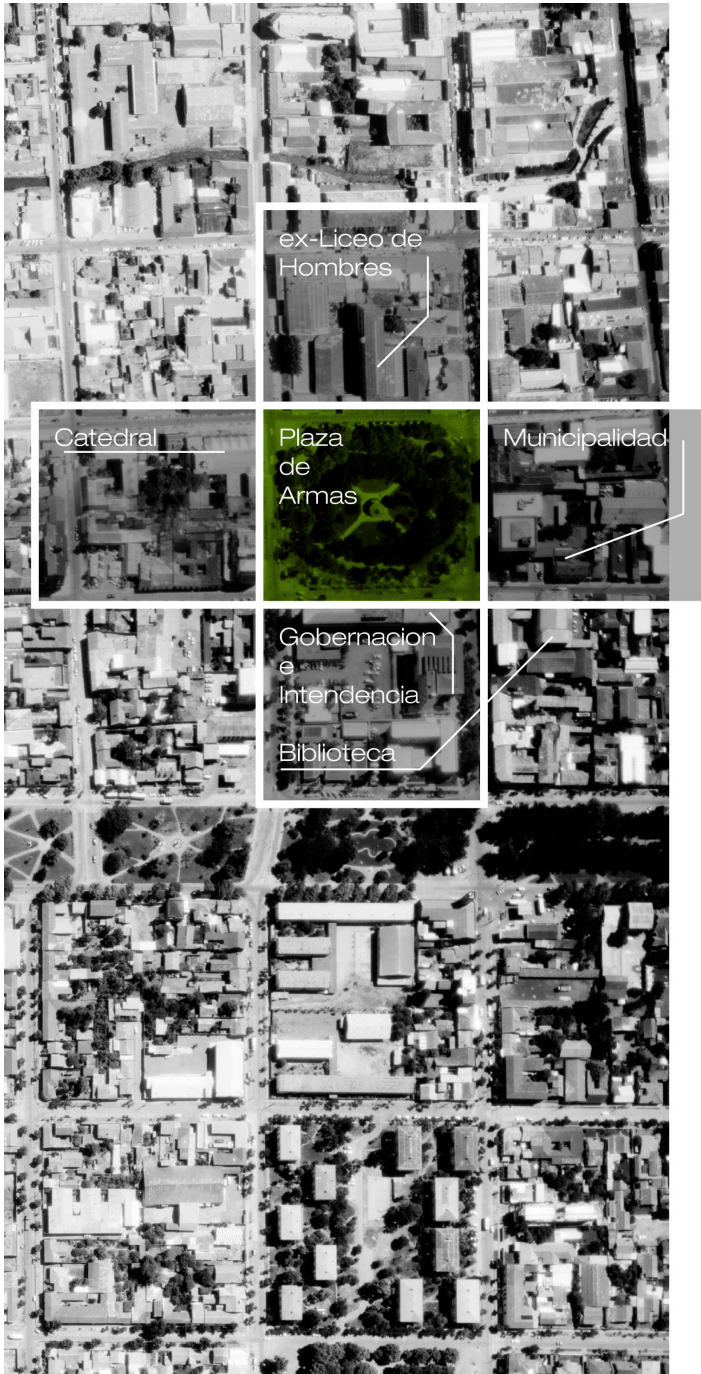 ex-Liceo de
Hombres
Catedral
Plaza
de
Armas
Municipalidad
Gobernacion
e
Intendencia
Biblioteca